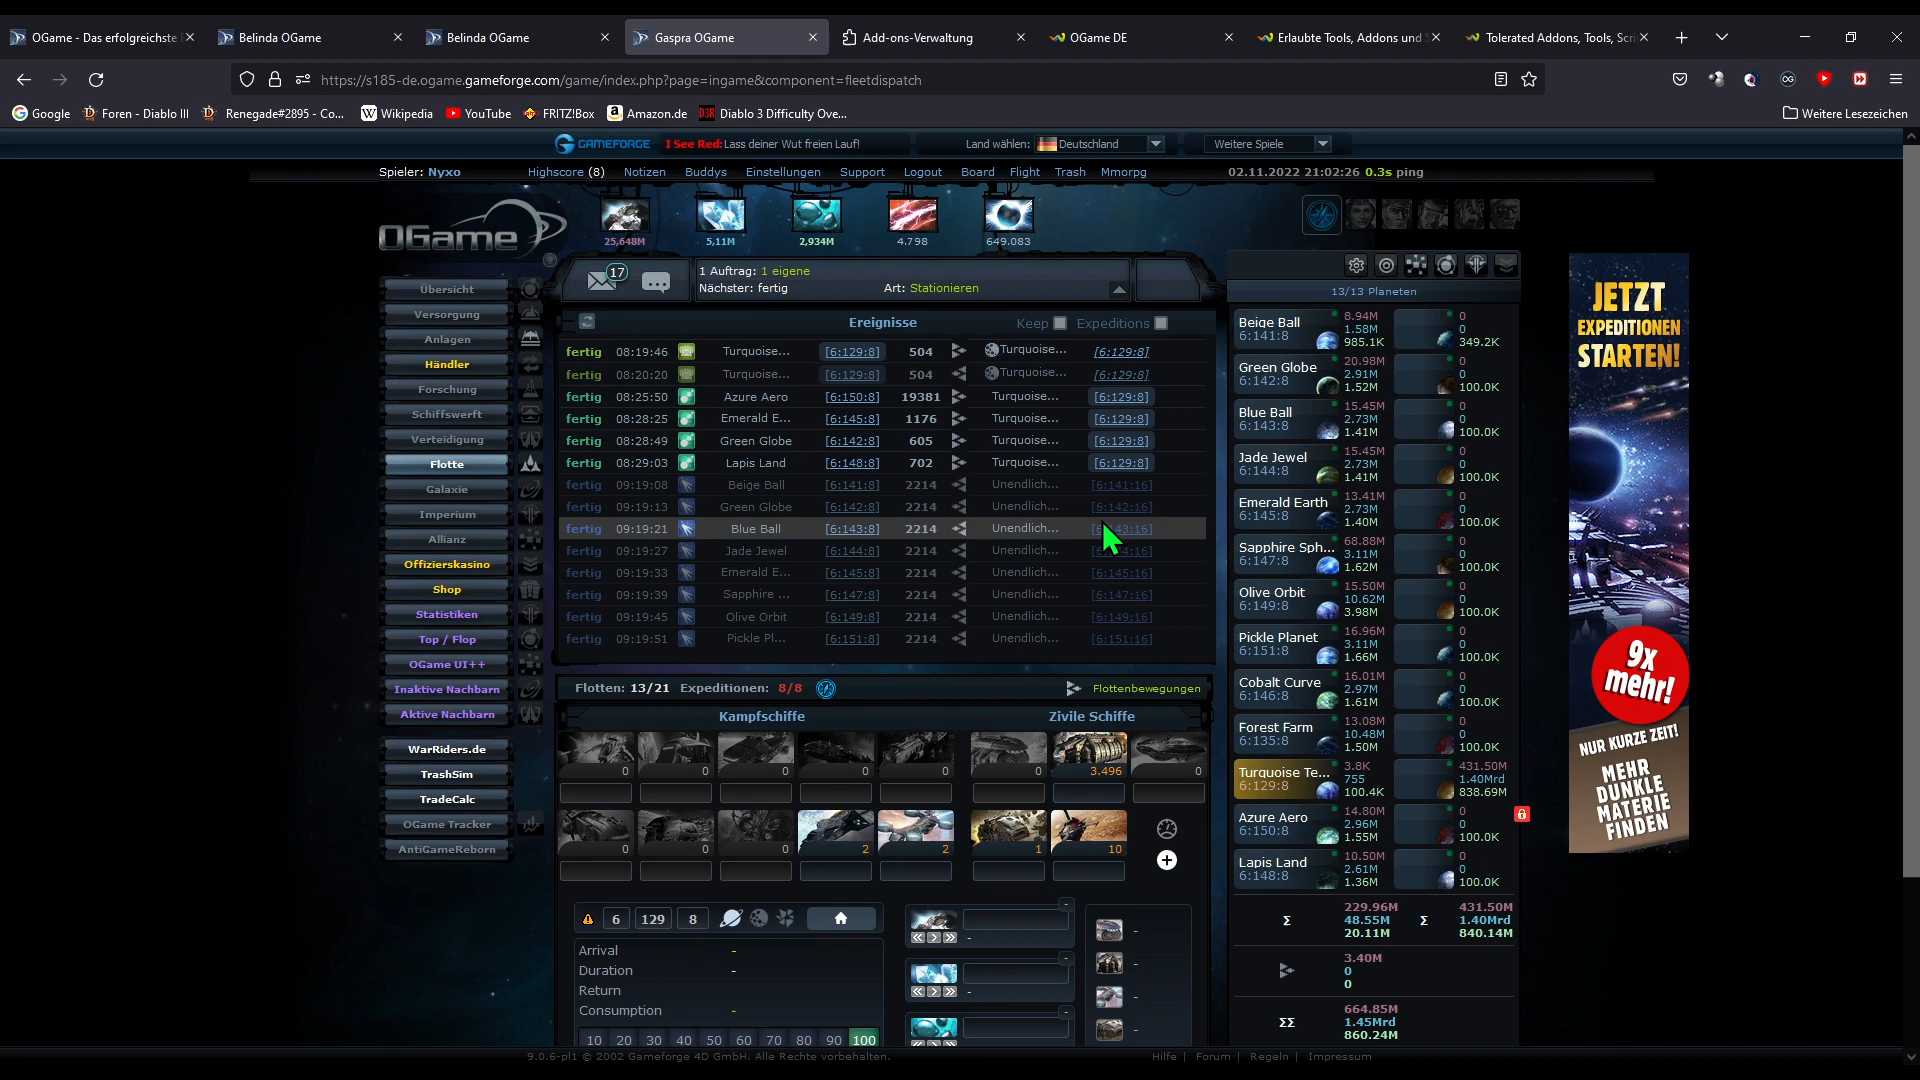 OGame - Das erfolgreichste
Belinda OGame
Belinda OGame
Gaspra OGame
Add-ons-Verwaltung
OGame DE
Erlaubte Tools, Addons und S
Tolerated Addons, Tools, Scri
https://s185-de.ogame.gameforge.com/game/index.php?page=ingame&component=fleetdispatch
Google Foren - Diablo III Renegade#2895 - Co... Wikipedia YouTube FRITZ!Box Amazon.de Diablo 3 Difficulty Ove... Weitere Lesezeichen
GAMEFORGE I See Red: Lass deiner Wut freien Lauf! Land wählen: Deutschland Weitere Spiele
Spieler: Nyxo Highscore (8) Notizen Buddys Einstellungen Support Logout Board Flight Trash Mmorpg 02.11.2022 21:02:26 0.3s ping
OGame
25,648M 5,11M 2,934M 4.798 649.083
17
1 Auftrag: 1 eigene
Nächster: fertig Art: Stationieren
Übersicht
Versorgung
Anlagen
Händler
Forschung
Schiffswerft
Verteidigung
Flotte
Galaxie
Imperium
Allianz
Offizierskasino
Shop
Statistiken
Top / Flop
OGame UI++
Inaktive Nachbarn
Aktive Nachbarn
WarRiders.de
TrashSim
TradeCalc
OGame Tracker
AntiGameReborn
Ereignisse Keep Expeditions
fertig 08:19:46 Turquoise... [6:129:8] 504 Turquoise... [6:129:8]
fertig 08:20:20 Turquoise... [6:129:8] 504 Turquoise... [6:129:8]
fertig 08:25:50 Azure Aero [6:150:8] 19381 Turquoise... [6:129:8]
fertig 08:28:25 Emerald E... [6:145:8] 1176 Turquoise... [6:129:8]
fertig 08:28:49 Green Globe [6:142:8] 605 Turquoise... [6:129:8]
fertig 08:29:03 Lapis Land [6:148:8] 702 Turquoise... [6:129:8]
fertig 09:19:08 Beige Ball [6:141:8] 2214 Unendlich... [6:141:16]
fertig 09:19:13 Green Globe [6:142:8] 2214 Unendlich... [6:142:16]
fertig 09:19:21 Blue Ball [6:143:8] 2214 Unendlich...
fertig 09:19:27 Jade Jewel [6:144:8] 2214 Unendlich...
fertig 09:19:33 Emerald E... [6:145:8] 2214 Unendlich... [6:145:16]
fertig 09:19:39 Sapphire ... [6:147:8] 2214 Unendlich... [6:147:16]
fertig 09:19:45 Olive Orbit [6:149:8] 2214 Unendlich... [6:149:16]
fertig 09:19:51 Pickle Pl... [6:151:8] 2214 Unendlich... [6:151:16]
Flotten: 13/21 Expeditionen: 8/8 Flottenbewegungen
Kampfschiffe Zivile Schiffe
0 0 0 0 0 0 3.496 0
0 0 0 2 2 1 10
6 129 8
Arrival -
Duration -
Return
Consumption -
10 20 30 40 50 60 70 80 90 100
13/13 Planeten
Beige Ball 6:141:8 8.94M 1.58M 985.1K 0 0 349.2K
Green Globe 6:142:8 20.98M 2.91M 1.52M 0 0 100.0K
Blue Ball 6:143:8 15.45M 2.73M 1.41M 0 0 100.0K
Jade Jewel 6:144:8 15.45M 2.73M 1.41M 0 0 100.0K
Emerald Earth 6:145:8 13.41M 2.73M 1.40M 0 0 100.0K
Sapphire Sph... 6:147:8 68.88M 3.11M 1.62M 0 0 100.0K
Olive Orbit 6:149:8 15.50M 10.62M 3.98M 0 0 100.0K
Pickle Planet 6:151:8 16.96M 3.11M 1.66M 0 0 100.0K
Cobalt Curve 6:146:8 16.01M 2.97M 1.61M 0 0 100.0K
Forest Farm 6:135:8 13.08M 10.48M 1.50M 0 0 100.0K
Turquoise Te... 6:129:8 3.8K 755 100.4K 431.50M 1.40Mrd 838.69M
Azure Aero 6:150:8 14.80M 2.96M 1.55M 0 0 100.0K
Lapis Land 6:148:8 10.50M 2.61M 1.36M 0 0 100.0K
Σ 229.96M 48.55M 20.11M Σ 431.50M 1.40Mrd 840.14M
3.40M 0 0
ΣΣ 664.85M 1.45Mrd 860.24M
JETZT
EXPEDITIONEN
STARTEN!
9x
mehr!
NUR KURZE ZEIT!
MEHR
DUNKLE
MATERIE
FINDEN
9.0.6-pl1 © 2002 Gameforge 4D GmbH. Alle Rechte vorbehalten. Hilfe | Forum | Regeln | Impressum